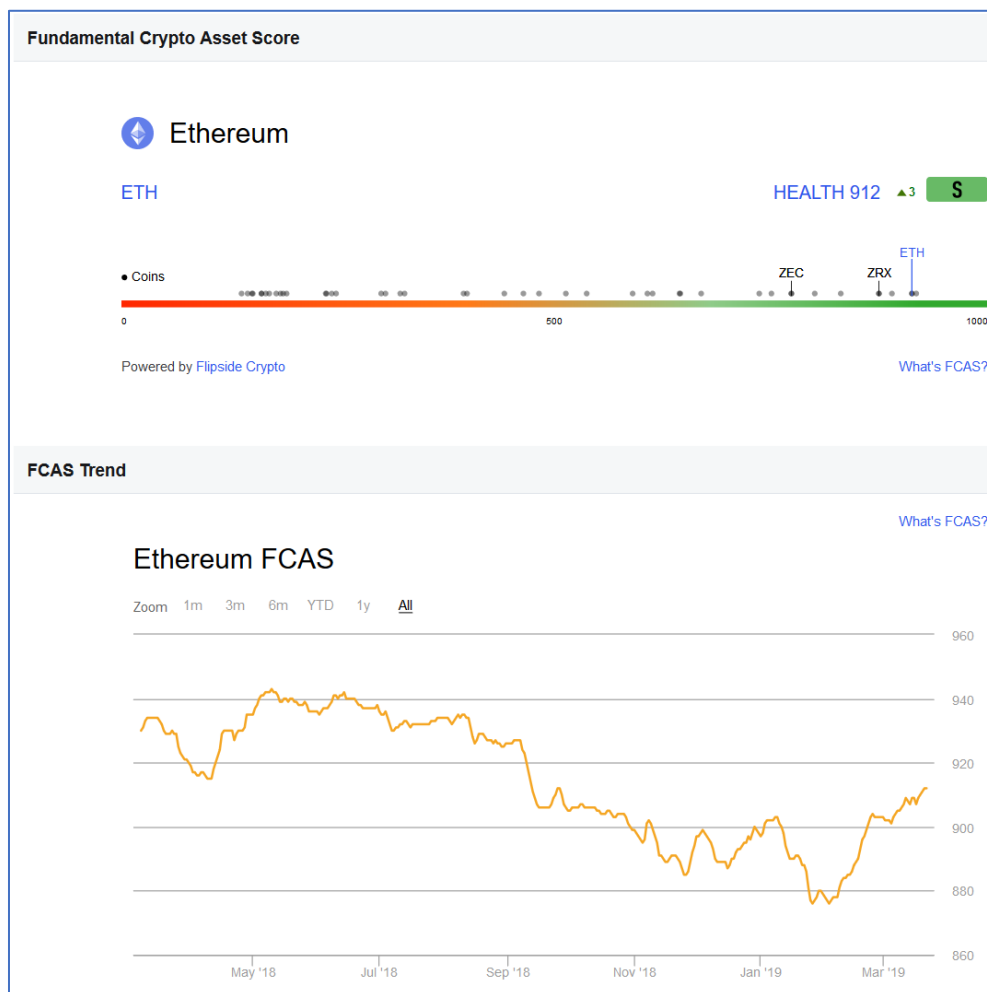 Fundamental Crypto Asset Score
Ethereum
ETH HEALTH 912 3 S
ETH
Coins ZEC ZRX
0 500 1000
Powered by Flipside Crypto What's FCAS?
FCAS Trend
What's FCAS?
Ethereum FCAS
Zoom 1m 3m 6m YTD 1y All
960
940
920
900
880
860
May '18 Jul '18 Sep '18 Nov '18 Jan '19 Mar '19